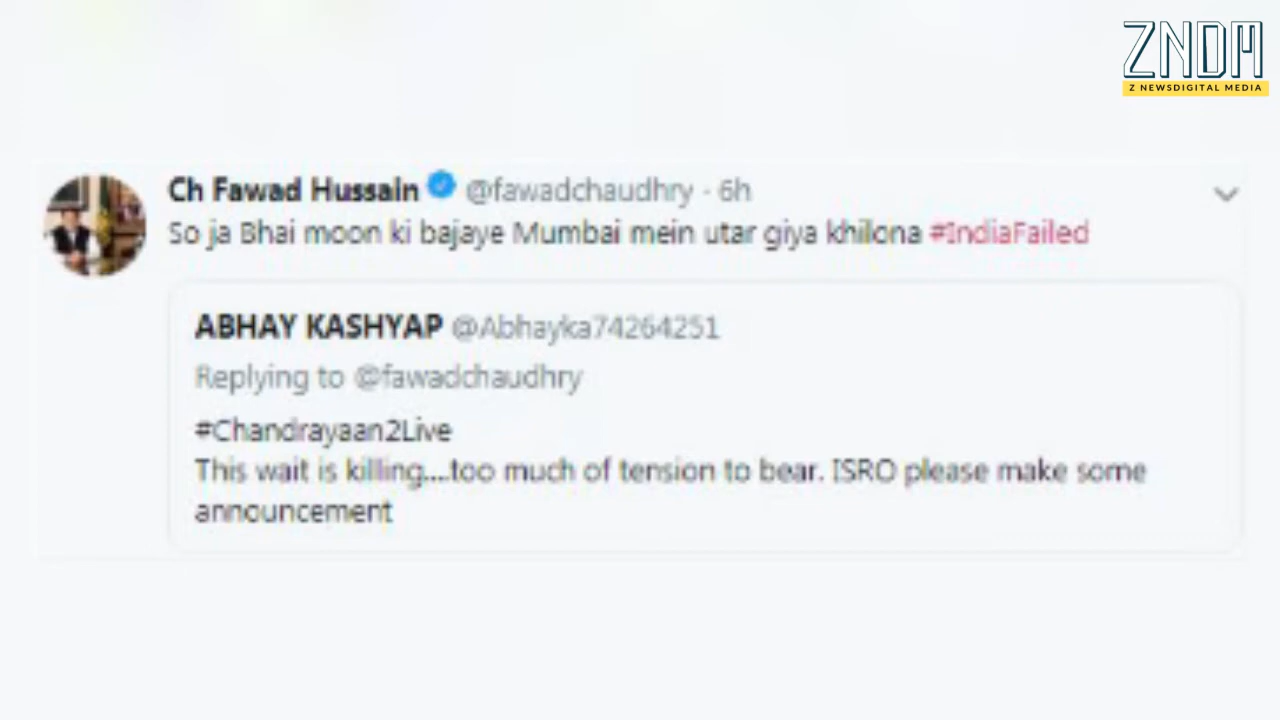 ZNDM
Z NEWSDIGITAL MEDIA
Ch Fawad Hussain @fawadchaudhry · 6h
So ja Bhai moon ki bajaye Mumbai mein utar giya khilona #IndiaFailed
ABHAY KASHYAP @Abhayka74264251
Replying to @fawadchaudhry
#Chandrayaan2Live
This wait is killing....too much of tension to bear. ISRO please make some
announcement